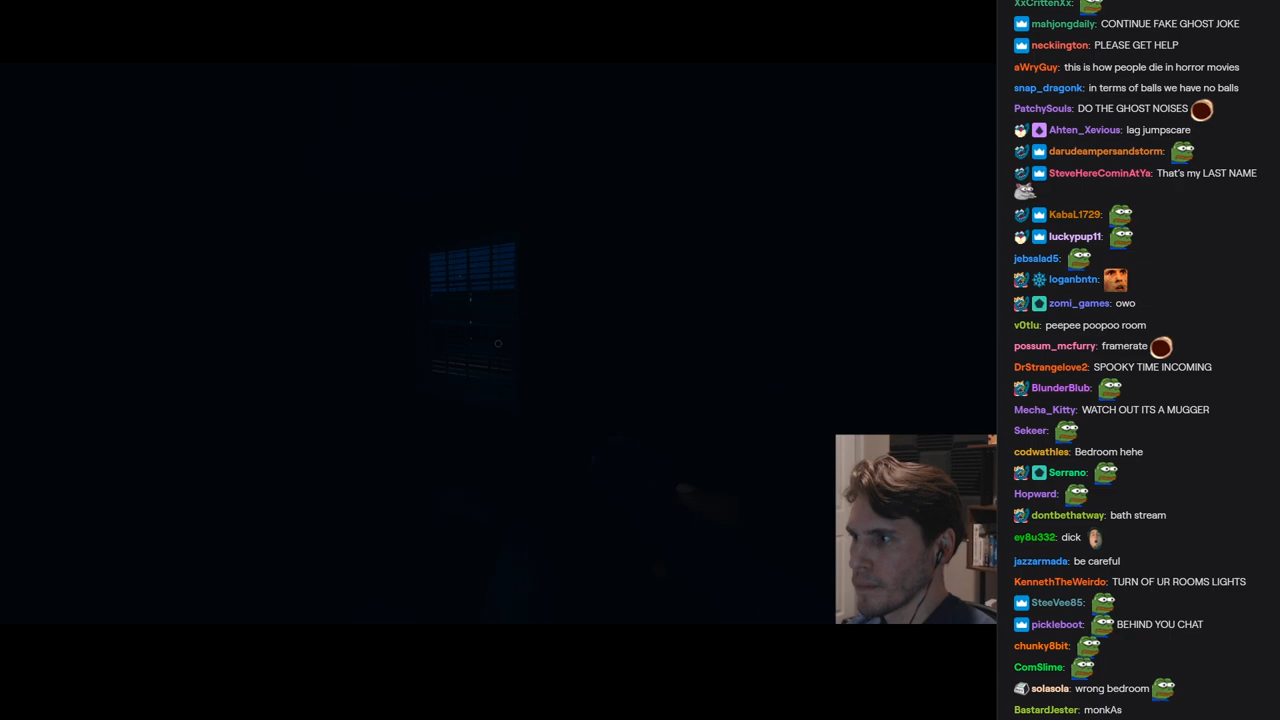 XxCrittenXx:
mahjongdaily: CONTINUE FAKE GHOST JOKE
neckiington: PLEASE GET HELP
aWryGuy: this is how people die in horror movies
snap_dragonk: in terms of balls we have no balls
PatchySouls: DO THE GHOST NOISES
Ahten_Xevious: lag jumpscare
darudeampersandstorm:
SteveHereCominAtYa: That's my LAST NAME
KabaL1729:
luckypup11:
jebsalad5:
loganbntn:
zomi_games: owo
v0tlu: peepee poopoo room
possum_mcfurry: framerate
DrStrangelove2: SPOOKY TIME INCOMING
BlunderBlub:
Mecha_Kitty: WATCH OUT ITS A MUGGER
Sekeer:
codwathles: Bedroom hehe
Serrano:
Hopward:
dontbethatway: bath stream
ey8u332: dick
jazzarmada: be careful
KennethTheWeirdo: TURN OF UR ROOMS LIGHTS
SteeVee85:
pickleboot: BEHIND YOU CHAT
chunky8bit:
ComSlime:
solasola: wrong bedroom
BastardJester: monkAs